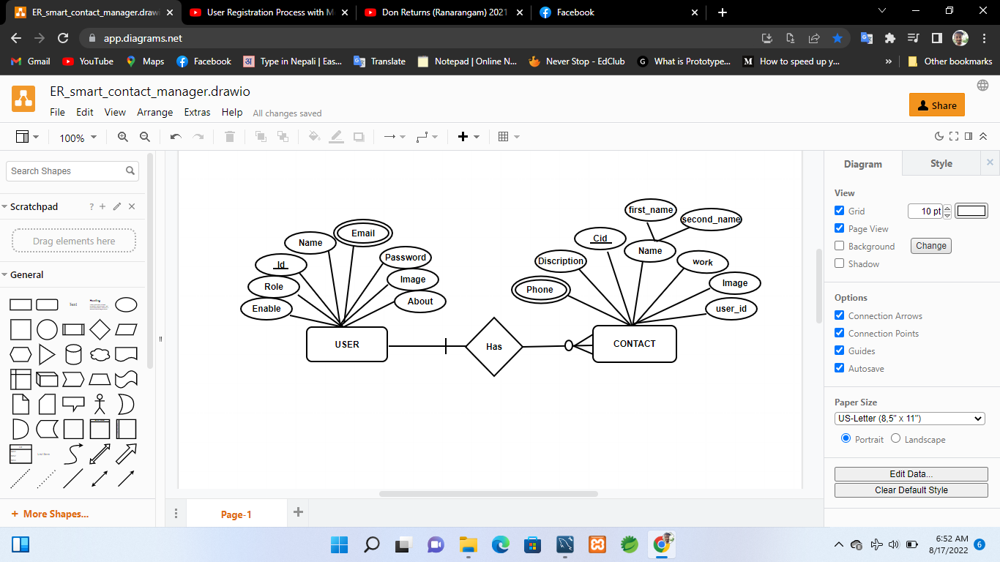 ER_smart_contact_manager.draw
User Registration Process with M
Don Returns (Ranarangam) 2021
Facebook
app.diagrams.net
Gmail
YouTube
Maps
Facebook
Type in Nepali | Eas...
Translate
Notepad | Online N...
Never Stop - EdClub
What is Prototype...
How to speed up y...
»
Other bookmarks
ER_smart_contact_manager.drawio
File Edit View Arrange Extras Help All changes saved
Share
100%
Search Shapes
Scratchpad ?
Drag elements here
General
Text
Heading
More Shapes...
Name
Email
Id
Password
Role
Image
Enable
About
USER
Has
first_name
second_name
Cid
Name
Discription
work
Phone
Image
user_id
CONTACT
Diagram Style
View
Grid 10 pt
Page View
Background Change
Shadow
Options
Connection Arrows
Connection Points
Guides
Autosave
Paper Size
US-Letter (8,5" x 11")
Portrait Landscape
Edit Data...
Clear Default Style
Page-1
6:52 AM
8/17/2022
6